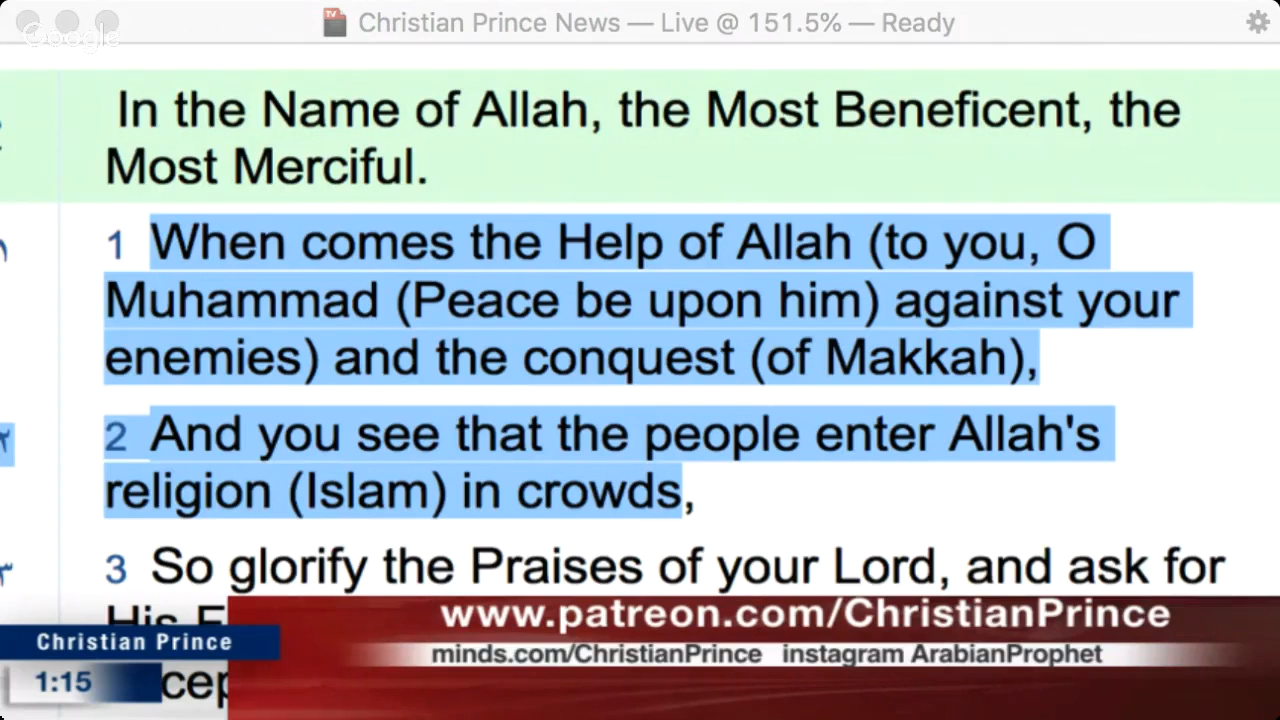 Christian Prince News — Live @ 151.5% — Ready
Google
In the Name of Allah, the Most Beneficent, the
Most Merciful.
1 When comes the Help of Allah (to you, O
Muhammad (Peace be upon him) against your
enemies) and the conquest (of Makkah),
2 And you see that the people enter Allah's
٢
religion (Islam) in crowds,
3 So glorify the Praises of your Lord, and ask for
٣
His
www.patreon.com/ChristianPrince
Christian Prince
minds.com/ChristianPrince instagram ArabianProphet
1:15